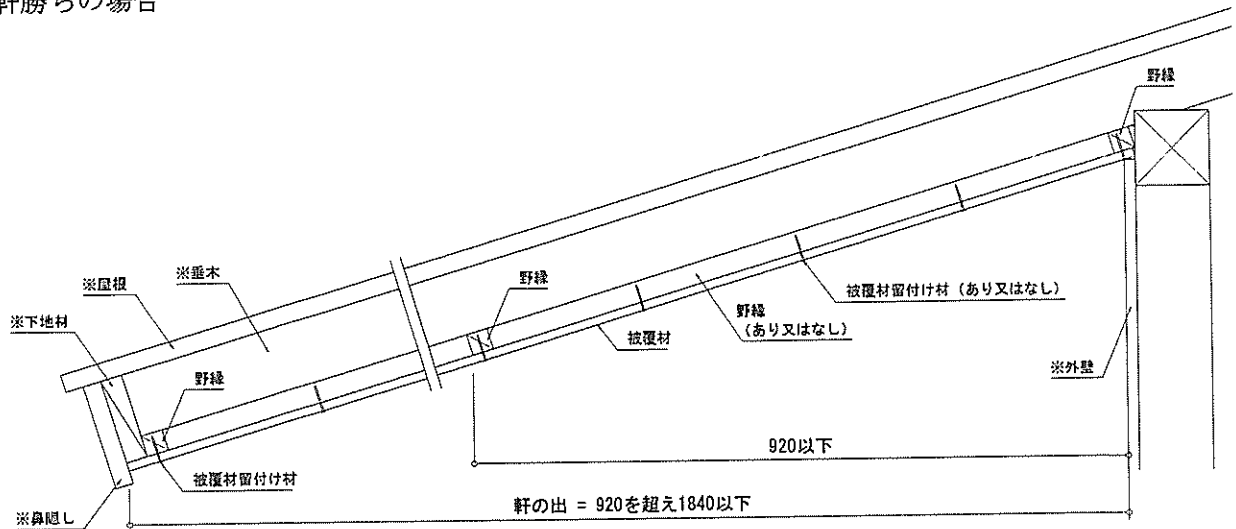 軒勝ちの場合
野縁
※垂木
※屋根
野縁
※下地材
被覆材留付け材（あり又はなし）
野縁
（あり又はなし）
被覆材
野縁
※外壁
920以下
被覆材留付け材
軒の出 = 920を超え1840以下
※鼻隠し